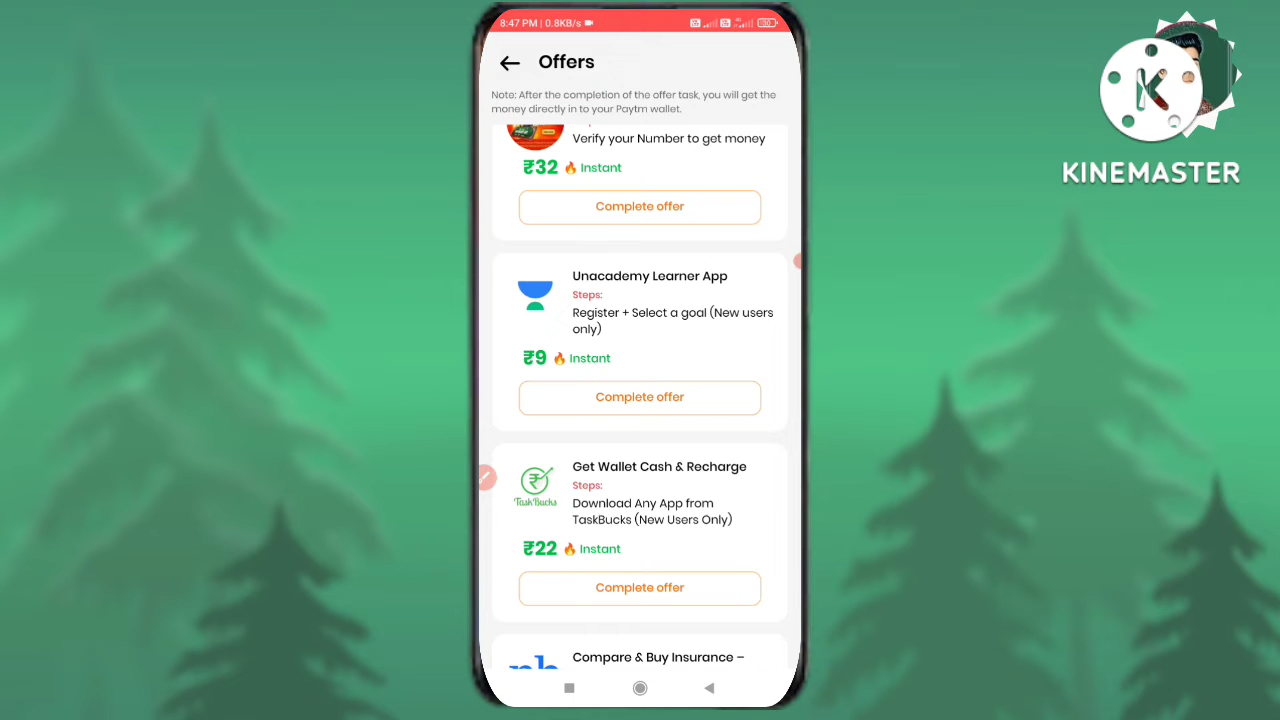 8:47 PM | 0.8KB/s
KINEMASTER
Offers
Note: After the completion of the offer task, you will get the
money directly in to your Paytm wallet.
Verify your Number to get money
₹32 🔥 Instant
Complete offer
Unacademy Learner App
Steps:
Register + Select a goal (New users
only)
₹9 🔥 Instant
Complete offer
Get Wallet Cash & Recharge
TaskBucks
Steps:
Download Any App from
TaskBucks (New Users Only)
₹22 🔥 Instant
Complete offer
Compare & Buy Insurance –